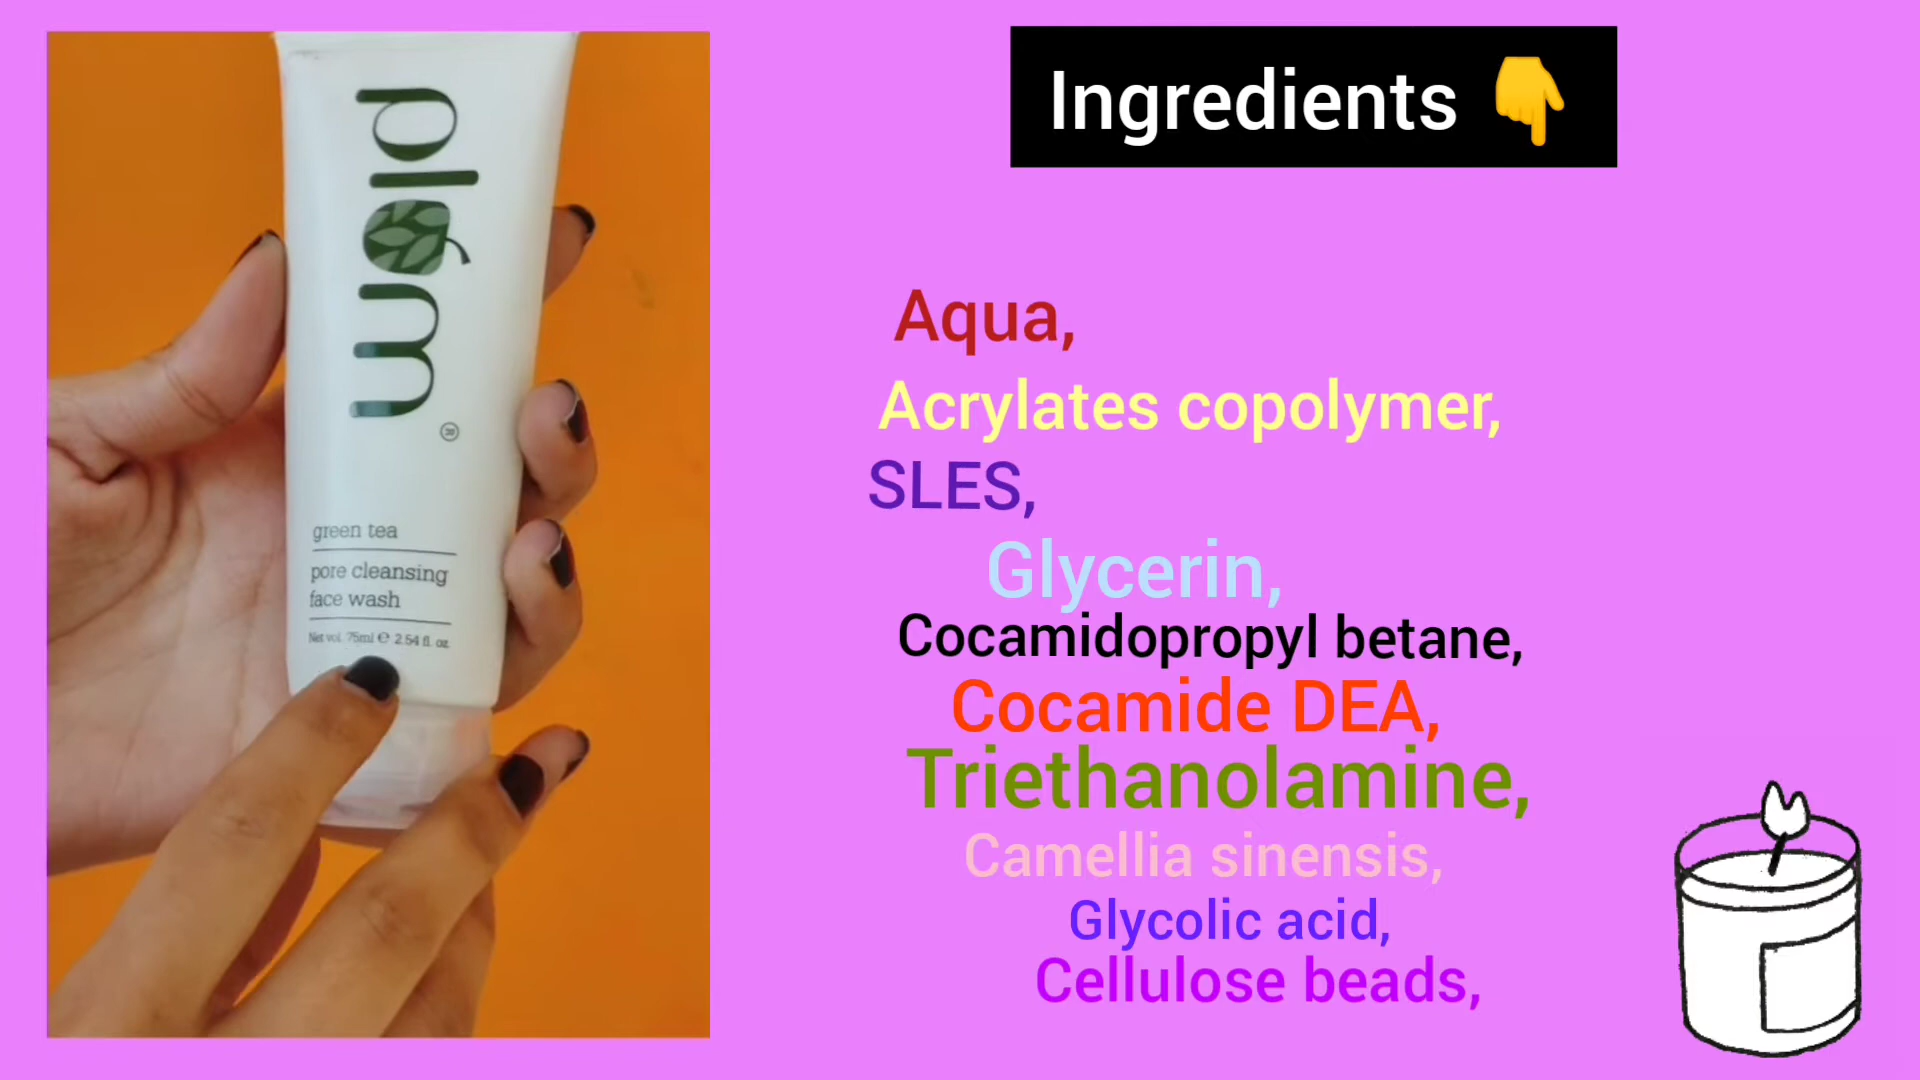 plum
®
green tea
pore cleansing
face wash
Net vol. 75ml e 2.54 fl. oz.
Ingredients 👇
Aqua,
Acrylates copolymer,
SLES,
Glycerin,
Cocamidopropyl betane,
Cocamide DEA,
Triethanolamine,
Camellia sinensis,
Glycolic acid,
Cellulose beads,